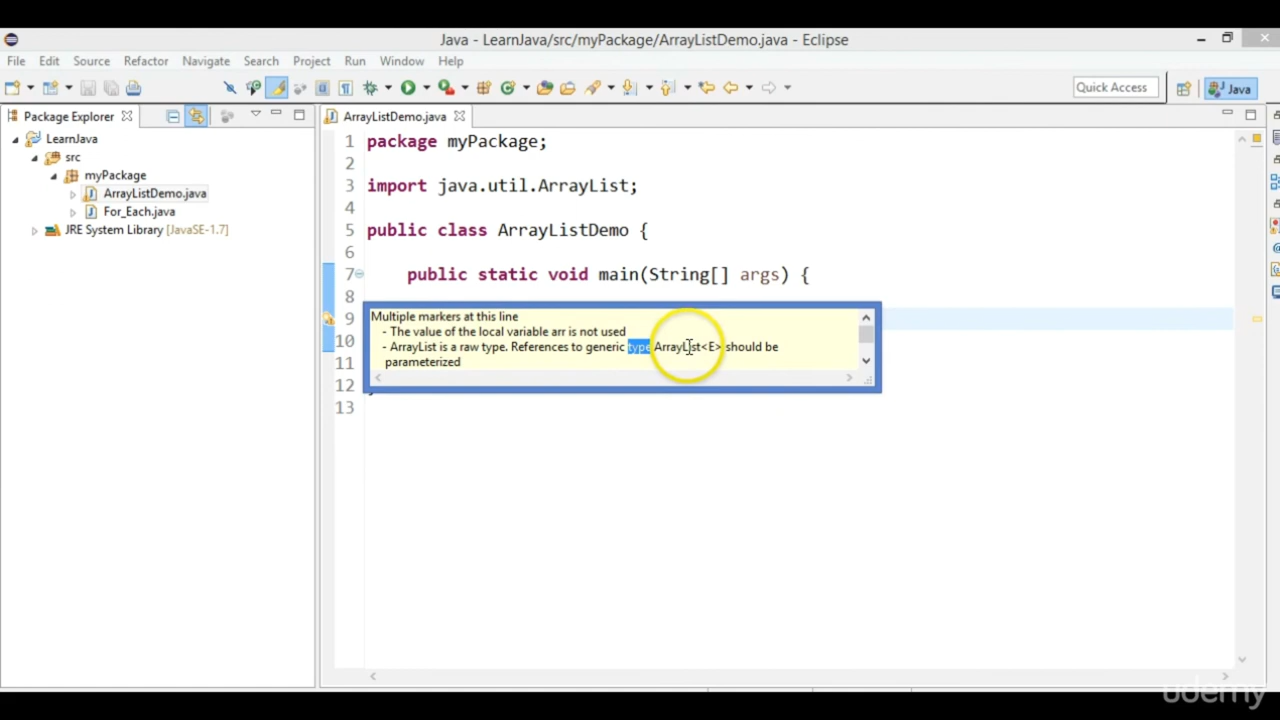 Java - LearnJava/src/myPackage/ArrayListDemo.java - Eclipse
File Edit Source Refactor Navigate Search Project Run Window Help
Quick Access
Java
Package Explorer
ArrayListDemo.java
LearnJava
src
myPackage
ArrayListDemo.java
For_Each.java
JRE System Library [JavaSE-1.7]
1 package myPackage;
2
3 import java.util.ArrayList;
4
5 public class ArrayListDemo {
6
7 public static void main(String[] args) {
8
9
10
11
12
13
Multiple markers at this line
- The value of the local variable arr is not used
- ArrayList is a raw type. References to generic type ArrayList<E> should be
parameterized
udemy